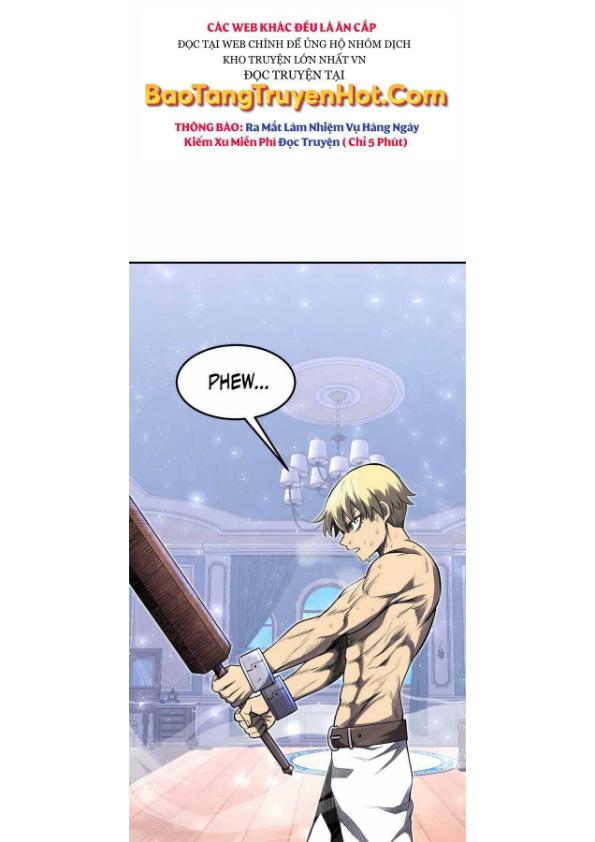 CÁC WEB KHÁC ĐỀU LÀ ĂN CẮP
ĐỌC TẠI WEB CHÍNH ĐỂ ỦNG HỘ NHÓM DỊCH
KHO TRUYỆN LỚN NHẤT VN
ĐỌC TRUYỆN TẠI
BaoTangTruyenHot.Com
THÔNG BÁO: Ra Mắt Làm Nhiệm Vụ Hàng Ngày
Kiếm Xu Miễn Phí Đọc Truyện ( Chỉ 5 Phút)
PHEW...